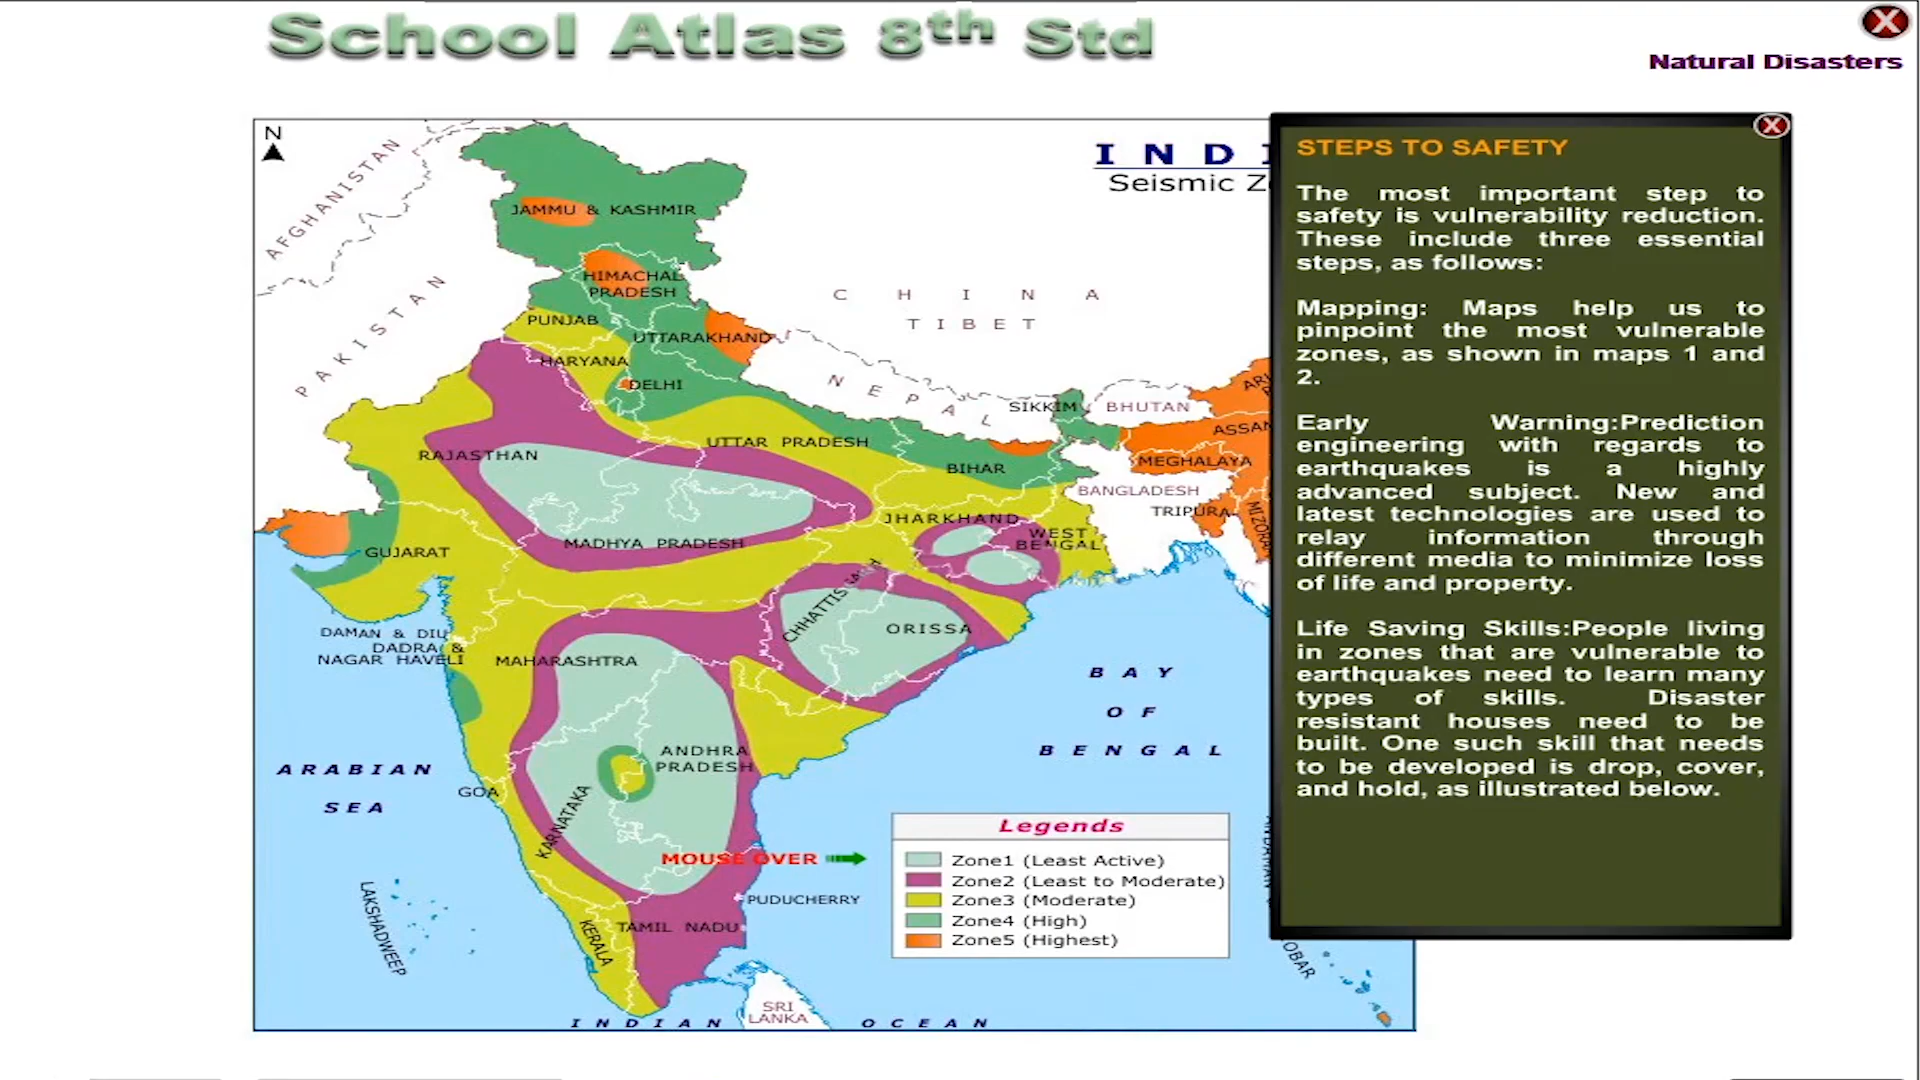 School Atlas 8th Std
Natural Disasters
N
AFGHANISTAN
PAKISTAN
JAMMU & KASHMIR
HIMACHAL
PRADESH
PUNJAB
UTTARAKHAND
HARYANA
DELHI
CHINA
TIBET
NEPAL
SIKKIM
BHUTAN
ASSAM
UTTAR PRADESH
RAJASTHAN
BIHAR
MEGHALAYA
BANGLADESH
TRIPURA
MIZORAM
JHARKHAND
WEST
BENGAL
MADHYA PRADESH
GUJARAT
CHHATTISGARH
ORISSA
DAMAN & DIU
DADRA &
NAGAR HAVELI
MAHARASHTRA
BAY
OF
BENGAL
ANDHRA
PRADESH
ARABIAN
SEA
GOA
KARNATAKA
MOUSE OVER
PUDUCHERRY
LAKSHADWEEP
TAMIL NADU
KERALA
SRI
LANKA
INDIAN OCEAN
Legends
Zone1 (Least Active)
Zone2 (Least to Moderate)
Zone3 (Moderate)
Zone4 (High)
Zone5 (Highest)
IND
Seismic Z
STEPS TO SAFETY
The most important step to
safety is vulnerability reduction.
These include three essential
steps, as follows:
Mapping: Maps help us to
pinpoint the most vulnerable
zones, as shown in maps 1 and
2.
Early Warning:Prediction
engineering with regards to
earthquakes is a highly
advanced subject. New and
latest technologies are used to
relay information through
different media to minimize loss
of life and property.
Life Saving Skills:People living
in zones that are vulnerable to
earthquakes need to learn many
types of skills. Disaster
resistant houses need to be
built. One such skill that needs
to be developed is drop, cover,
and hold, as illustrated below.